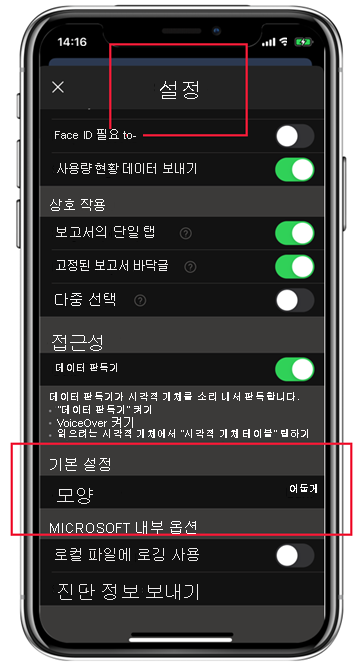 14:16
설정
Face ID 필요 to-
사용량 현황 데이터 보내기
상호 작용
보고서의 단일 탭 ?
고정된 보고서 바닥글 ?
다중 선택 ?
접근성
데이터 판독기
데이터 판독기가 시각적 개체를 소리 내서 판독합니다.
• "데이터 판독기" 켜기
• VoiceOver 켜기
• 읽으려는 시각적 개체에서 "시각적 개체 테이블" 탭하기
기본 설정
모양 어둡게
MICROSOFT 내부 옵션
로컬 파일에 로깅 사용
진단 정보 보내기